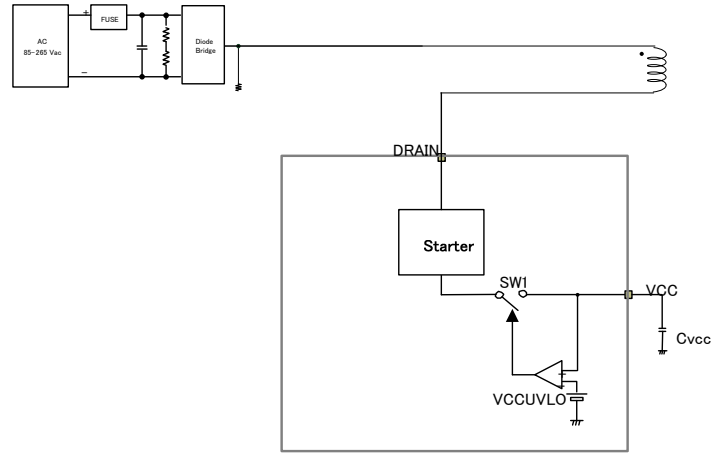 AC
85-265 Vac
+
−
FUSE
Diode
Bridge
DRAIN
Starter
SW1
VCC
Cvcc
+
-
VCCUVLO